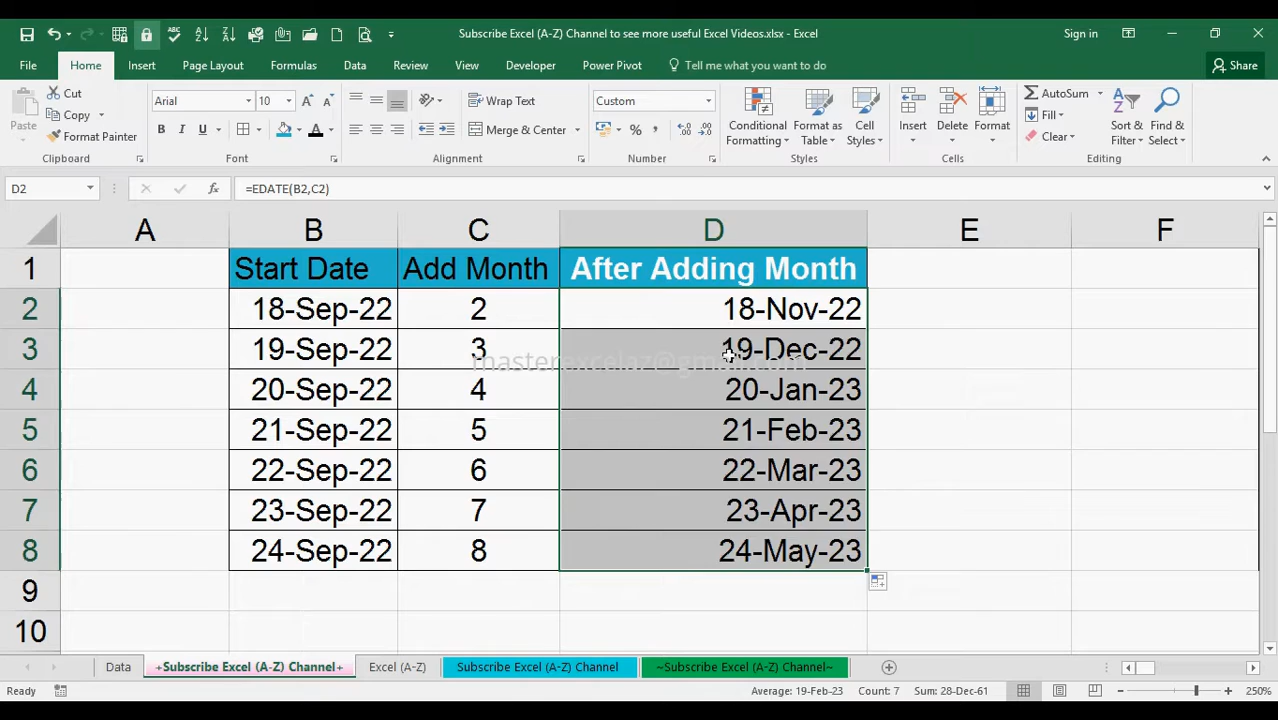 Subscribe Excel (A-Z) Channel to see more useful Excel Videos.xlsx - Excel
Sign in
File Home Insert Page Layout Formulas Data Review View Developer Power Pivot Tell me what you want to do Share
Paste
Cut
Copy
Format Painter
Arial 10
B I U
Wrap Text
Merge & Center
Custom
%
Conditional Formatting
Format as Table
Cell Styles
Insert
Delete
Format
AutoSum
Fill
Clear
Sort & Filter
Find & Select
Clipboard Font Alignment Number Styles Cells Editing
D2 fx =EDATE(B2,C2)
A B C D E F
1 Start Date Add Month After Adding Month
2 18-Sep-22 2 18-Nov-22
3 19-Sep-22 3 19-Dec-22
masterexcelaz@gmail.com
4 20-Sep-22 4 20-Jan-23
5 21-Sep-22 5 21-Feb-23
6 22-Sep-22 6 22-Mar-23
7 23-Sep-22 7 23-Apr-23
8 24-Sep-22 8 24-May-23
9
10
Data +Subscribe Excel (A-Z) Channel+ Excel (A-Z) Subscribe Excel (A-Z) Channel ~Subscribe Excel (A-Z) Channel~
Ready Average: 19-Feb-23 Count: 7 Sum: 28-Dec-61 250%